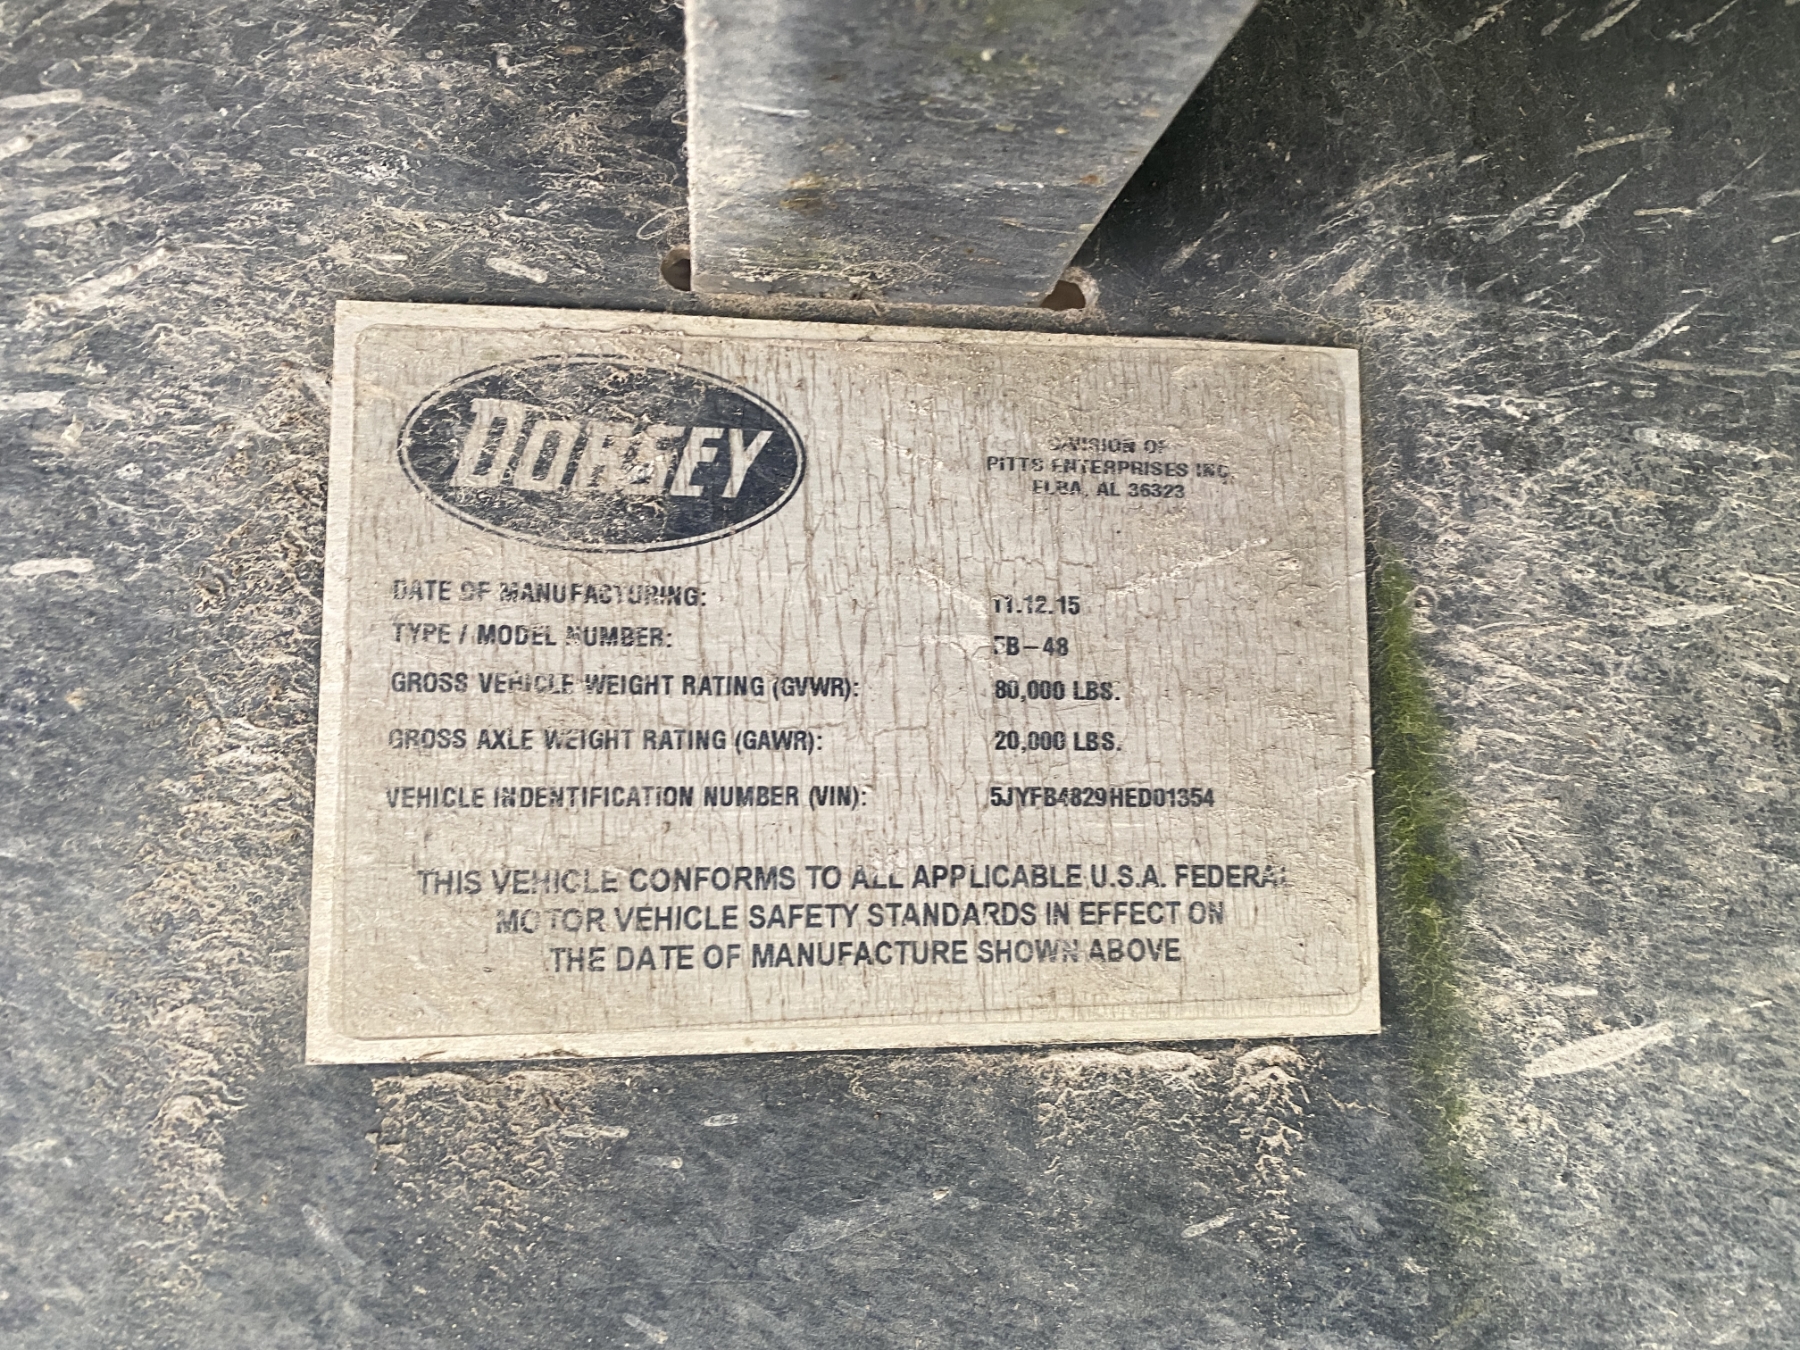 DORSEY
DIVISION OF
PITTS ENTERPRISES INC.
ELBA, AL 36323
DATE OF MANUFACTURING: 11.12.15
TYPE / MODEL NUMBER: FB-48
GROSS VEHICLE WEIGHT RATING (GVWR): 80,000 LBS.
GROSS AXLE WEIGHT RATING (GAWR): 20,000 LBS.
VEHICLE INDENTIFICATION NUMBER (VIN): 5JYFB4829HED01354
THIS VEHICLE CONFORMS TO ALL APPLICABLE U.S.A. FEDERAL
MOTOR VEHICLE SAFETY STANDARDS IN EFFECT ON
THE DATE OF MANUFACTURE SHOWN ABOVE